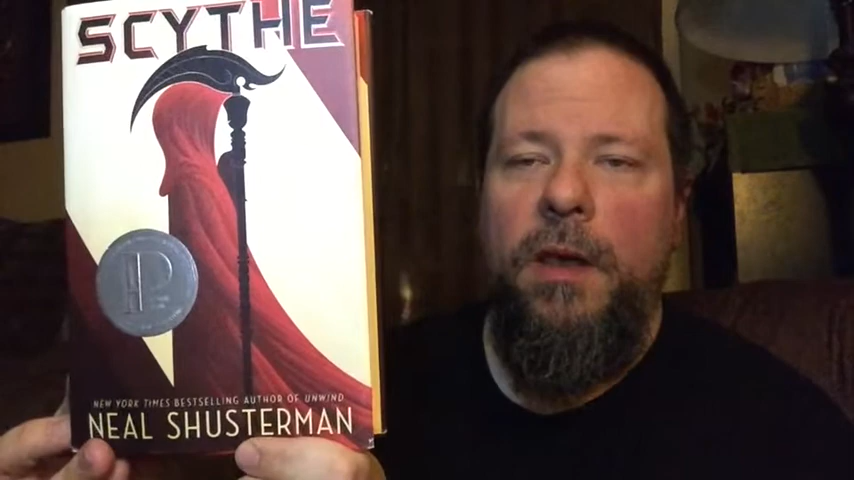 SCYTHE
P
NEW YORK TIMES BESTSELLING AUTHOR OF UNWIND
NEAL SHUSTERMAN